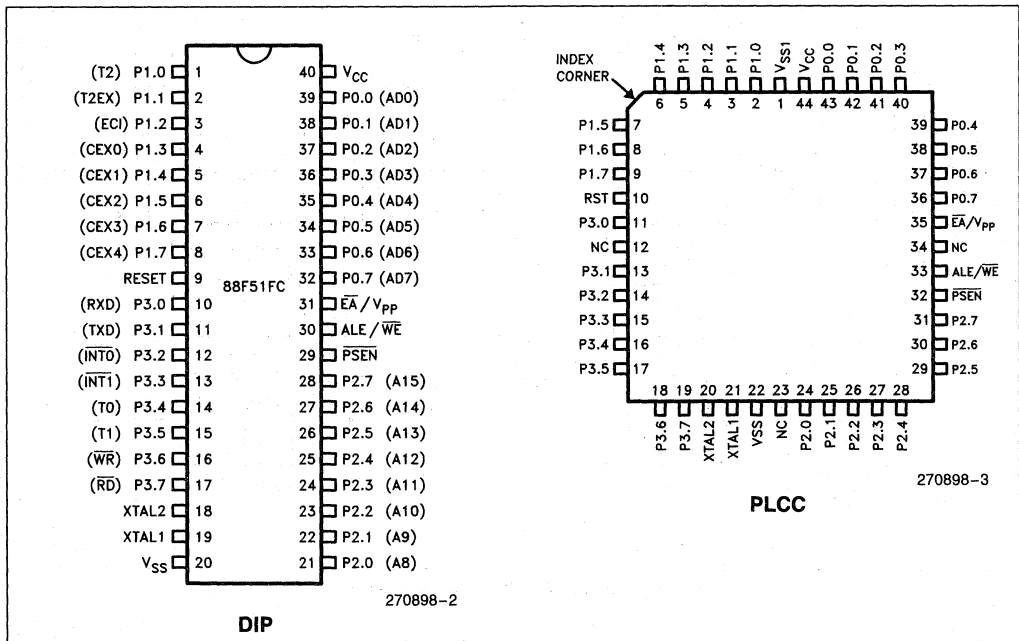 (T2) P1.0 1 40 VCC
(T2EX) P1.1 2 39 P0.0 (AD0)
(ECI) P1.2 3 38 P0.1 (AD1)
(CEX0) P1.3 4 37 P0.2 (AD2)
(CEX1) P1.4 5 36 P0.3 (AD3)
(CEX2) P1.5 6 35 P0.4 (AD4)
(CEX3) P1.6 7 34 P0.5 (AD5)
(CEX4) P1.7 8 33 P0.6 (AD6)
RESET 9 32 P0.7 (AD7)
88F51FC
(RXD) P3.0 10 31 E̅A̅/VPP
(TXD) P3.1 11 30 ALE/W̅E̅
(I̅N̅T̅0̅) P3.2 12 29 P̅S̅E̅N̅
(I̅N̅T̅1̅) P3.3 13 28 P2.7 (A15)
(T0) P3.4 14 27 P2.6 (A14)
(T1) P3.5 15 26 P2.5 (A13)
(W̅R̅) P3.6 16 25 P2.4 (A12)
(R̅D̅) P3.7 17 24 P2.3 (A11)
XTAL2 18 23 P2.2 (A10)
XTAL1 19 22 P2.1 (A9)
VSS 20 21 P2.0 (A8)
270898-2
DIP
INDEX
CORNER
P1.4 P1.3 P1.2 P1.1 P1.0 VSS1 VCC P0.0 P0.1 P0.2 P0.3
6 5 4 3 2 1 44 43 42 41 40
P1.5 7 39 P0.4
P1.6 8 38 P0.5
P1.7 9 37 P0.6
RST 10 36 P0.7
P3.0 11 35 E̅A̅/VPP
NC 12 34 NC
P3.1 13 33 ALE/W̅E̅
P3.2 14 32 P̅S̅E̅N̅
P3.3 15 31 P2.7
P3.4 16 30 P2.6
P3.5 17 29 P2.5
18 19 20 21 22 23 24 25 26 27 28
P3.6 P3.7 XTAL2 XTAL1 VSS NC P2.0 P2.1 P2.2 P2.3 P2.4
270898-3
PLCC